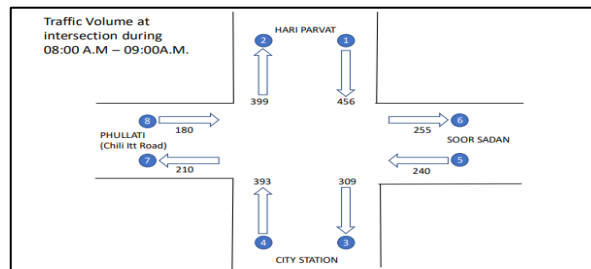 Traffic Volume at
intersection during
08:00 A.M – 09:00A.M.
HARI PARVAT
2
1
399
456
8
180
6
255
PHULLATI
(Chili Itt Road)
SOOR SADAN
7
210
5
240
393
309
4
3
CITY STATION